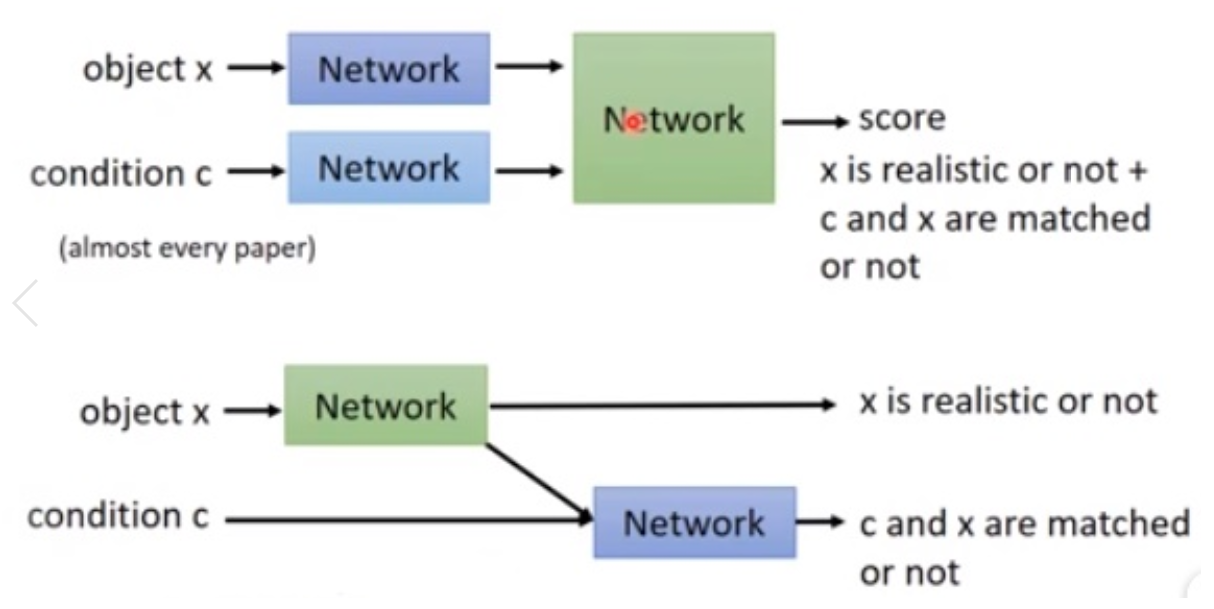 object x
Network
Network
score
condition c
Network
x is realistic or not +
c and x are matched
or not
(almost every paper)
object x
Network
x is realistic or not
condition c
Network
c and x are matched
or not